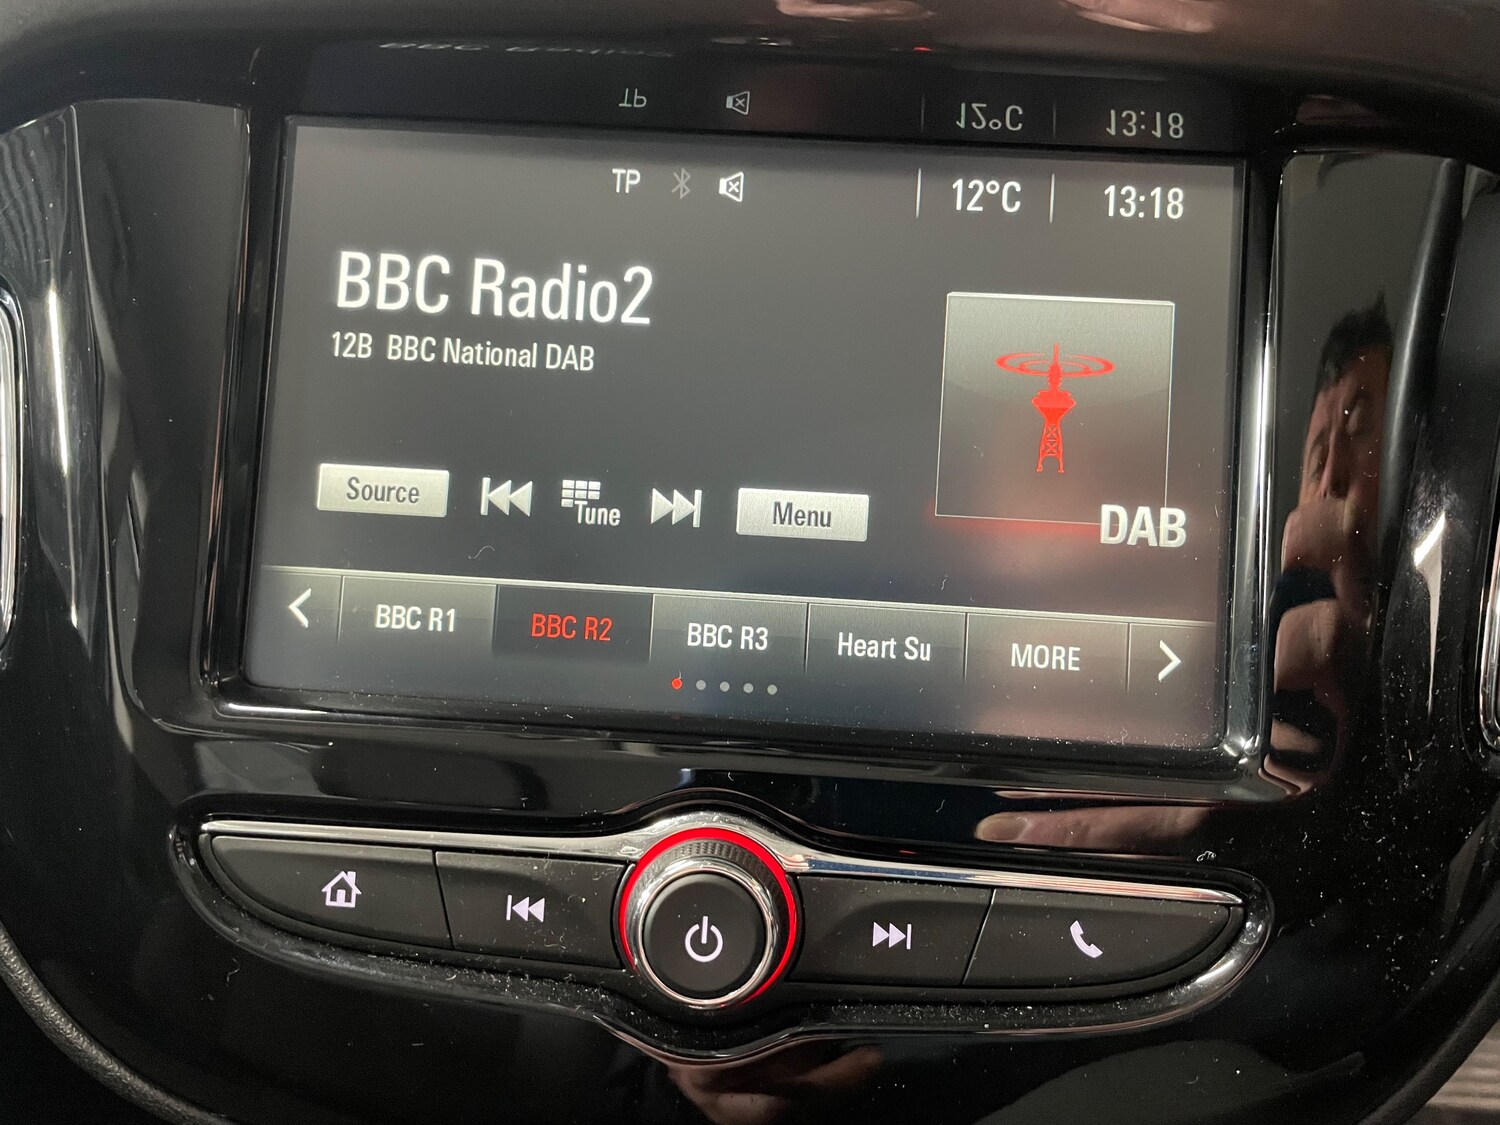 TP 12°C 13:18
BBC Radio2
12B BBC National DAB
Source Tune Menu
DAB
BBC R1 BBC R2 BBC R3 Heart Su MORE